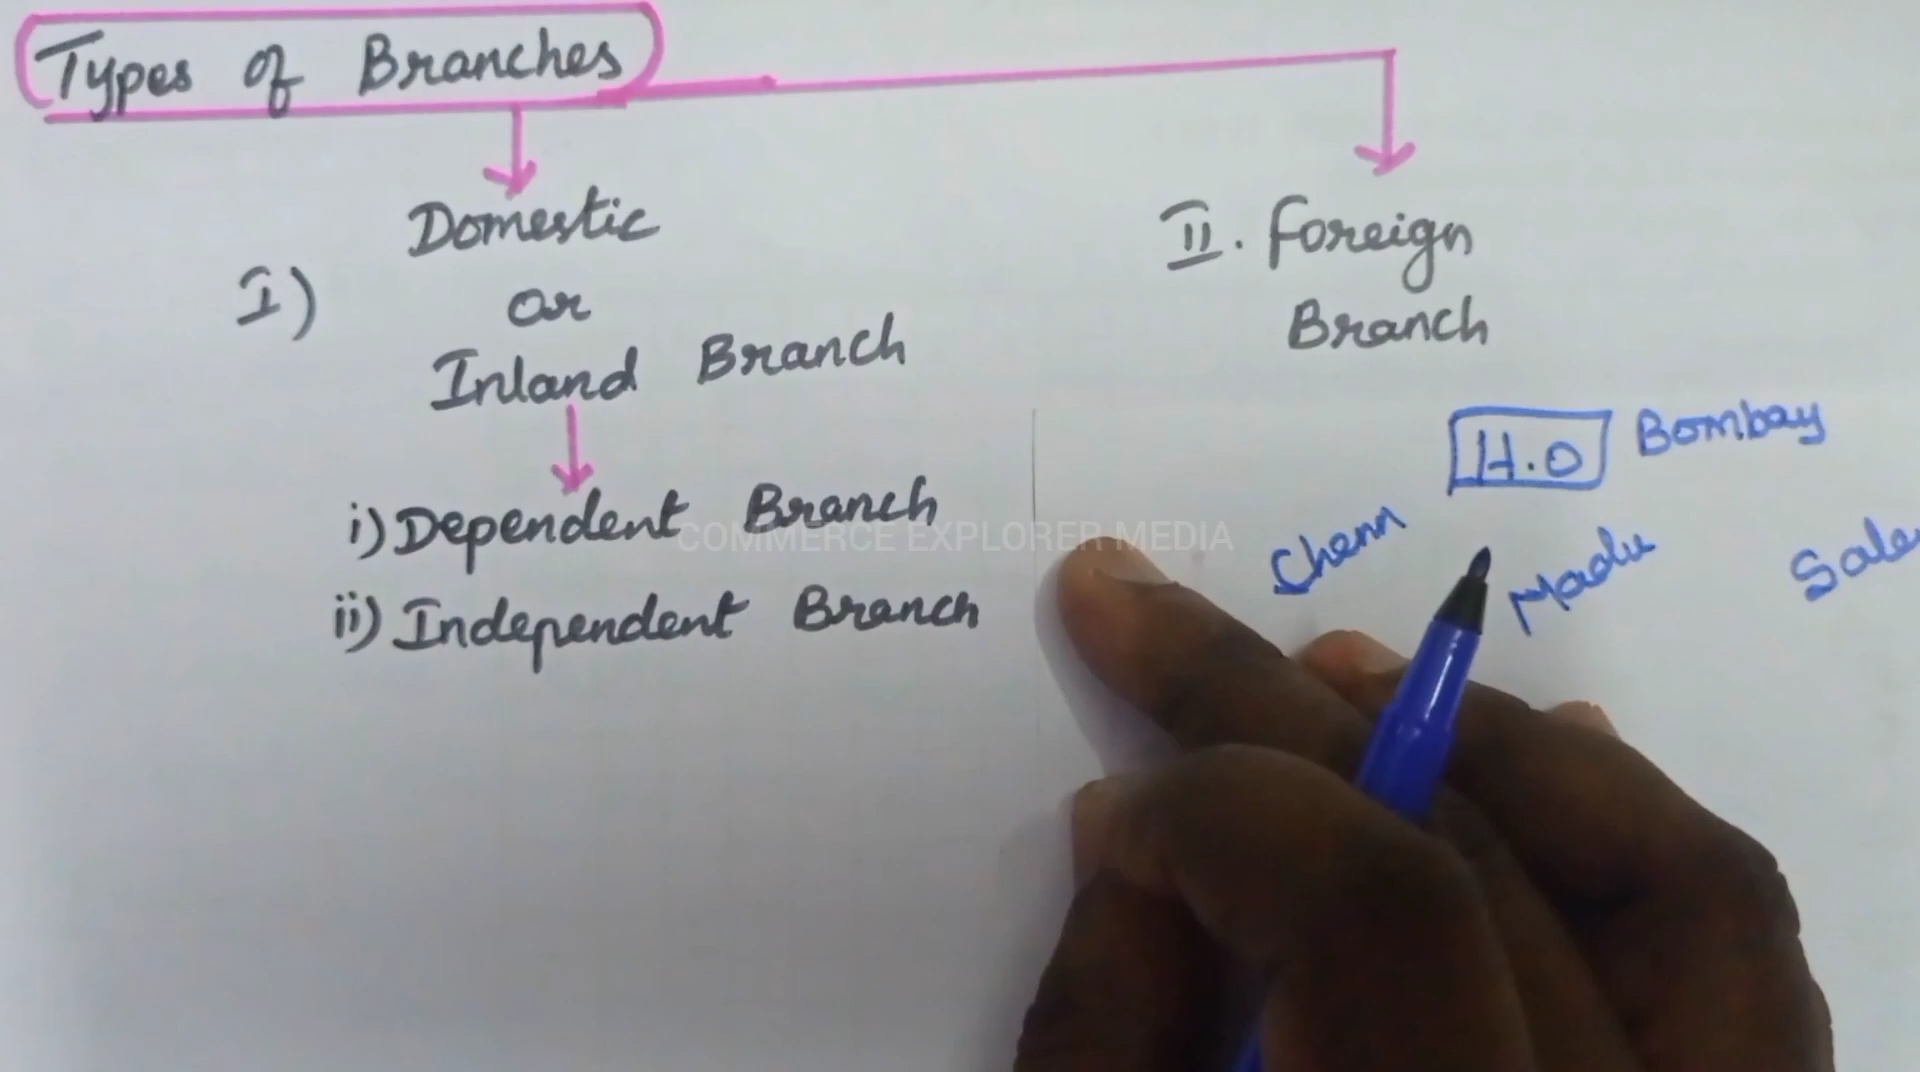 Types of Branches
Domestic
I)
or
Inland Branch
i) Dependent Branch
ii) Independent Branch
II. Foreign
Branch
H.O Bombay
Chenn
Madu
Sale
COMMERCE EXPLORER MEDIA